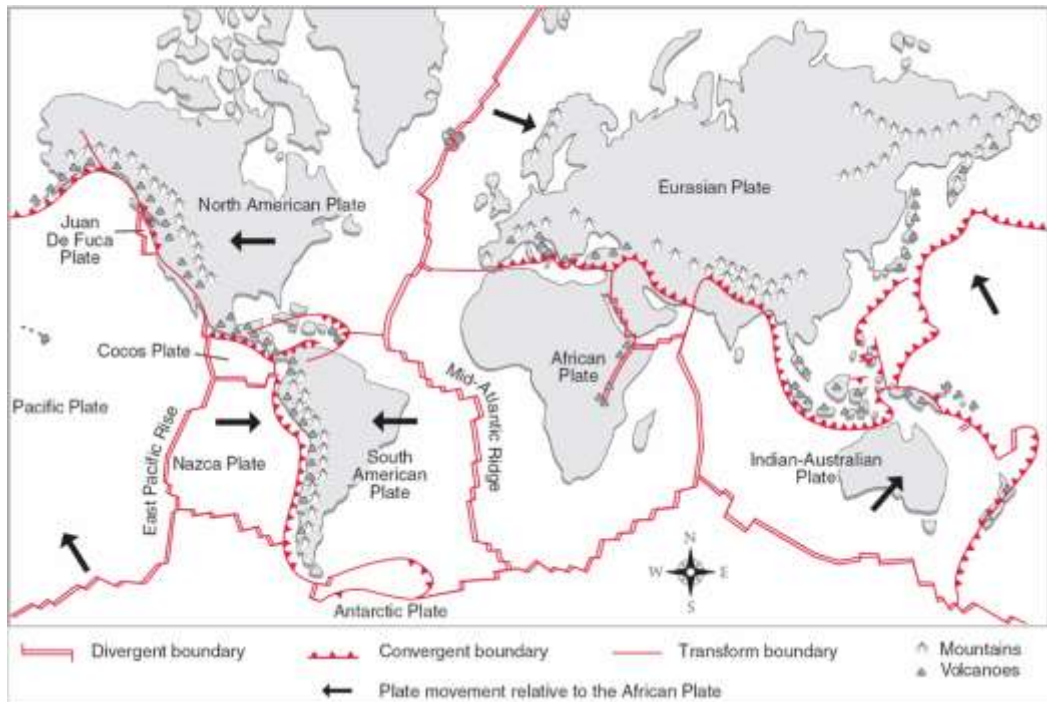 North American Plate
Juan
De Fuca
Plate
Eurasian Plate
Cocos Plate
African
Plate
Pacific Plate
East Pacific Rise
Nazca Plate
South
American
Plate
Mid-Atlantic Ridge
Indian-Australian
Plate
N
W E
S
Antarctic Plate
Divergent boundary
Convergent boundary
Transform boundary
Mountains
Volcanoes
Plate movement relative to the African Plate